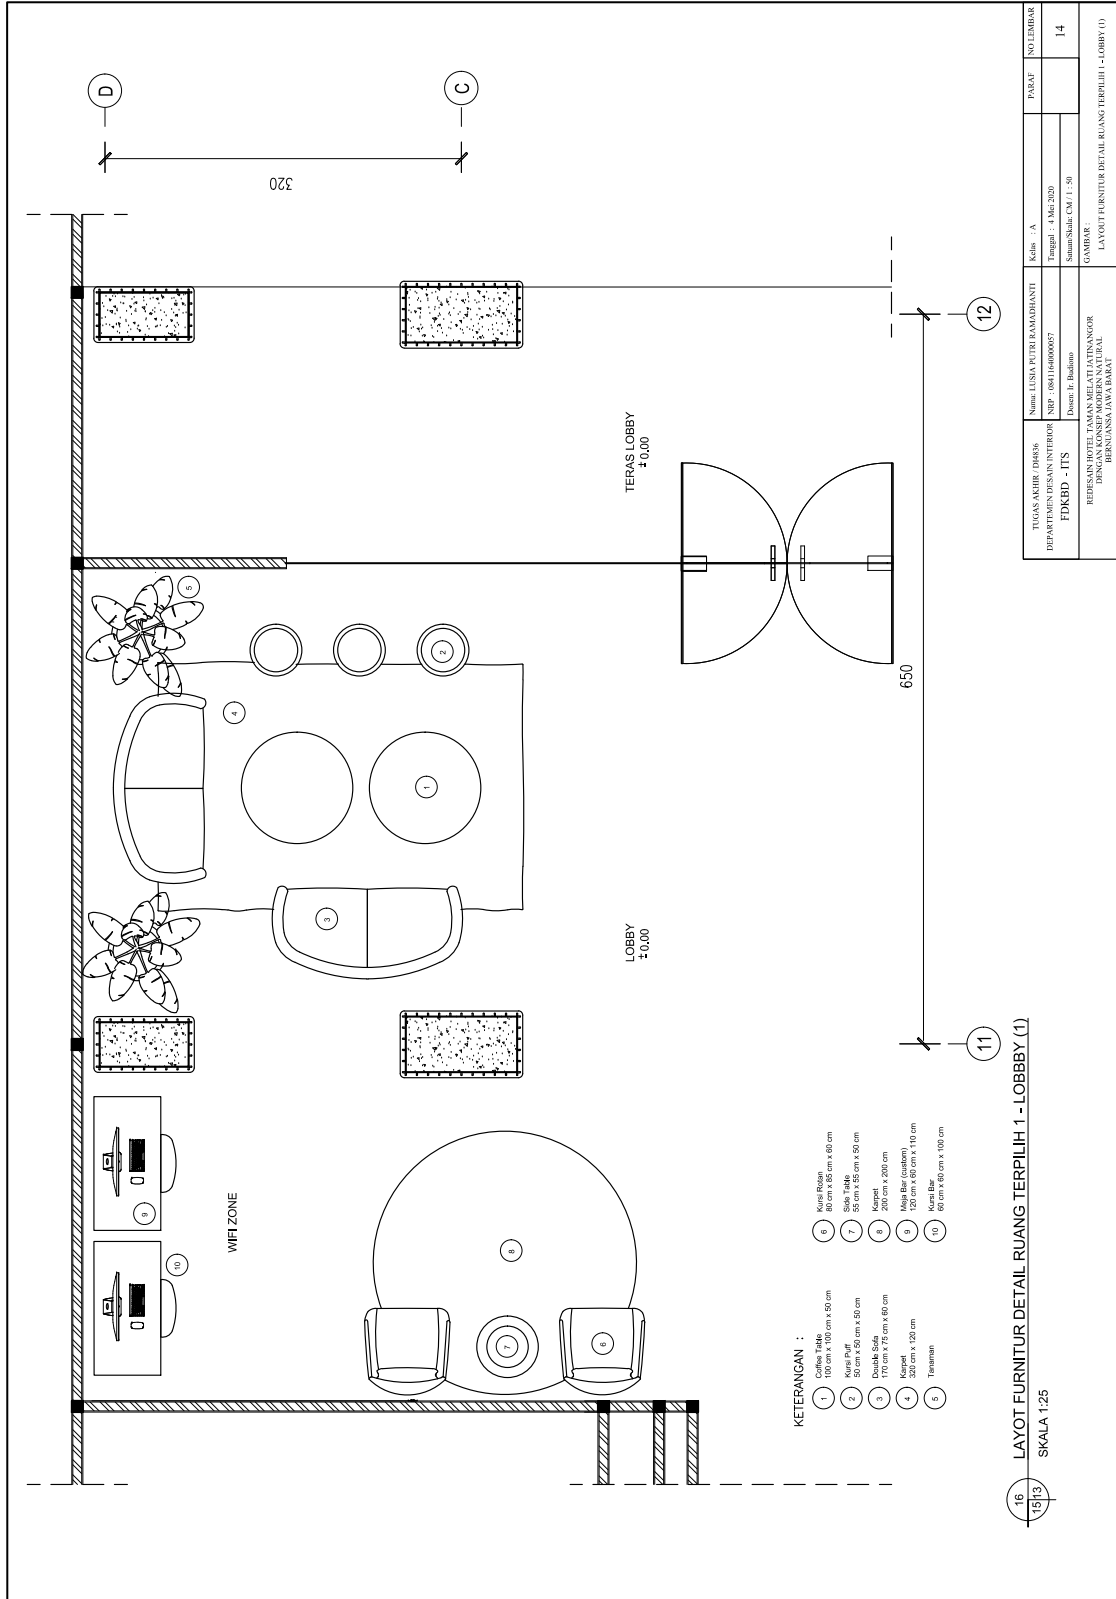 D
C
320
12
11
650
TERAS LOBBY
±0.00
LOBBY
±0.00
WIFI ZONE
5
2
4
1
3
9
10
8
7
6
KETERANGAN :
1 Coffee Table
100 cm x 100 cm x 50 cm
2 Kursi Puff
50 cm x 50 cm x 50 cm
3 Double Sofa
170 cm x 75 cm x 60 cm
4 Karpet
320 cm x 120 cm
5 Tanaman
6 Kursi Rotan
80 cm x 85 cm x 60 cm
7 Side Table
55 cm x 55 cm x 50 cm
8 Karpet
200 cm x 200 cm
9 Meja Bar (custom)
120 cm x 60 cm x 110 cm
10 Kursi Bar
60 cm x 60 cm x 100 cm
16
15 13
LAYOT FURNITUR DETAIL RUANG TERPILIH 1 - LOBBBY (1)
SKALA 1:25
TUGAS AKHIR / DI4836
DEPARTEMEN DESAIN INTERIOR
FDKBD - ITS
Nama: LUSIA PUTRI RAMADHANTI
NRP : 08411640000057
Dosen: Ir. Budiono
Kelas : A
Tanggal : 4 Mei 2020
Satuan/Skala: CM / 1 : 50
PARAF
NO LEMBAR
14
REDESAIN HOTEL TAMAN MELATI JATINANGOR
DENGAN KONSEP MODERN NATURAL
BERNUANSA JAWA BARAT
GAMBAR :
LAYOUT FURNITUR DETAIL RUANG TERPILIH 1 - LOBBY (1)